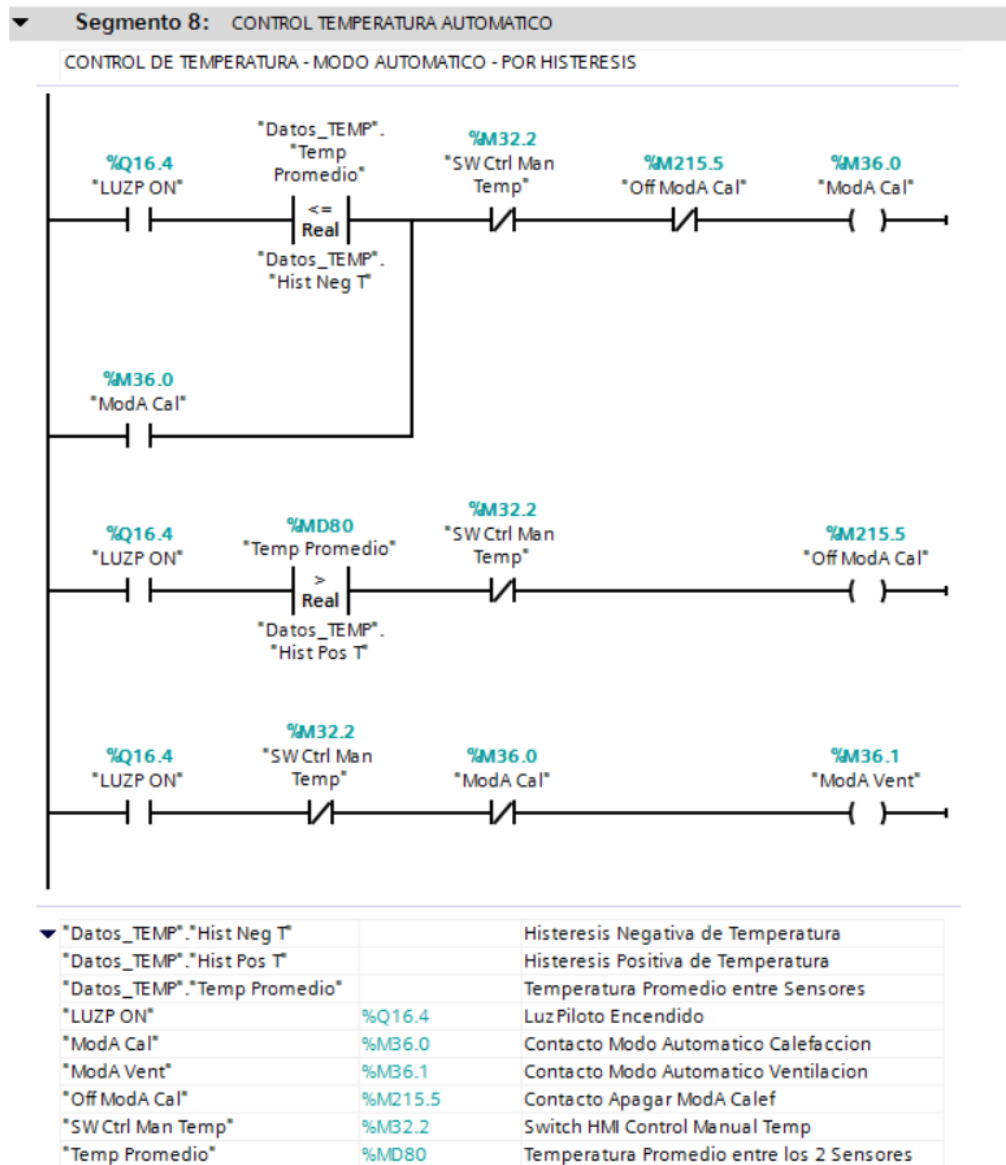 Segmento 8: CONTROL TEMPERATURA AUTOMATICO
CONTROL DE TEMPERATURA - MODO AUTOMATICO - POR HISTERESIS
%Q16.4
"LUZP ON"
"Datos_TEMP".
"Temp
Promedio"
<=
Real
"Datos_TEMP".
"Hist Neg T"
%M32.2
"SW Ctrl Man
Temp"
%M215.5
"Off ModA Cal"
%M36.0
"ModA Cal"
%M36.0
"ModA Cal"
%Q16.4
"LUZP ON"
%MD80
"Temp Promedio"
>
Real
"Datos_TEMP".
"Hist Pos T"
%M32.2
"SW Ctrl Man
Temp"
%M215.5
"Off ModA Cal"
%Q16.4
"LUZP ON"
%M32.2
"SW Ctrl Man
Temp"
%M36.0
"ModA Cal"
%M36.1
"ModA Vent"
"Datos_TEMP"."Hist Neg T" Histeresis Negativa de Temperatura
"Datos_TEMP"."Hist Pos T" Histeresis Positiva de Temperatura
"Datos_TEMP"."Temp Promedio" Temperatura Promedio entre Sensores
"LUZP ON" %Q16.4 Luz Piloto Encendido
"ModA Cal" %M36.0 Contacto Modo Automatico Calefaccion
"ModA Vent" %M36.1 Contacto Modo Automatico Ventilacion
"Off ModA Cal" %M215.5 Contacto Apagar ModA Calef
"SW Ctrl Man Temp" %M32.2 Switch HMI Control Manual Temp
"Temp Promedio" %MD80 Temperatura Promedio entre los 2 Sensores